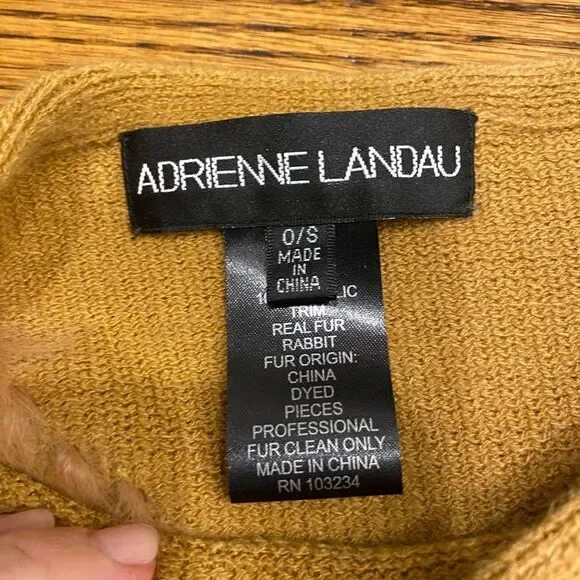 ADRIENNE LANDAU
O/S
MADE
IN
CHINA
TRIM
REAL FUR
RABBIT
FUR ORIGIN:
CHINA
DYED
PIECES
PROFESSIONAL
FUR CLEAN ONLY
MADE IN CHINA
RN 103234